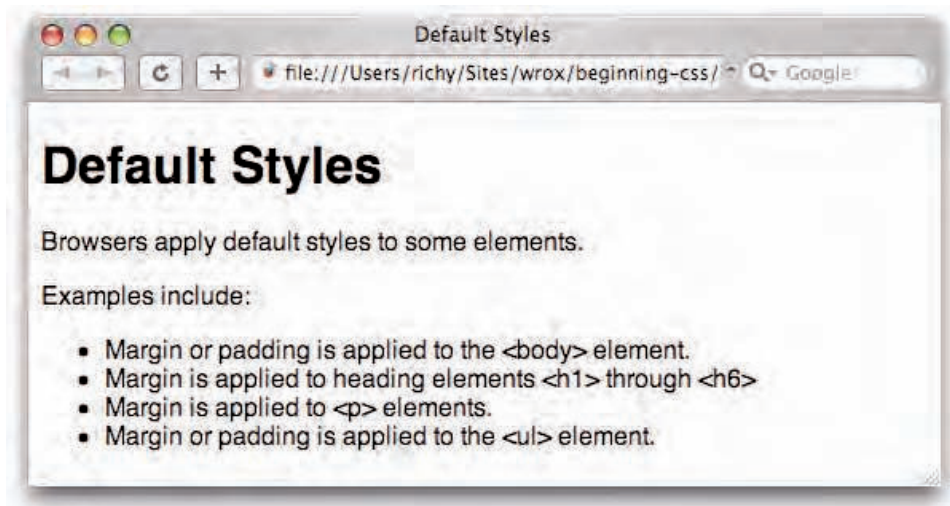 Default Styles
file:///Users/richy/Sites/wrox/beginning-css/
Google
Default Styles
Browsers apply default styles to some elements.
Examples include:
• Margin or padding is applied to the <body> element.
• Margin is applied to heading elements <h1> through <h6>
• Margin is applied to <p> elements.
• Margin or padding is applied to the <ul> element.